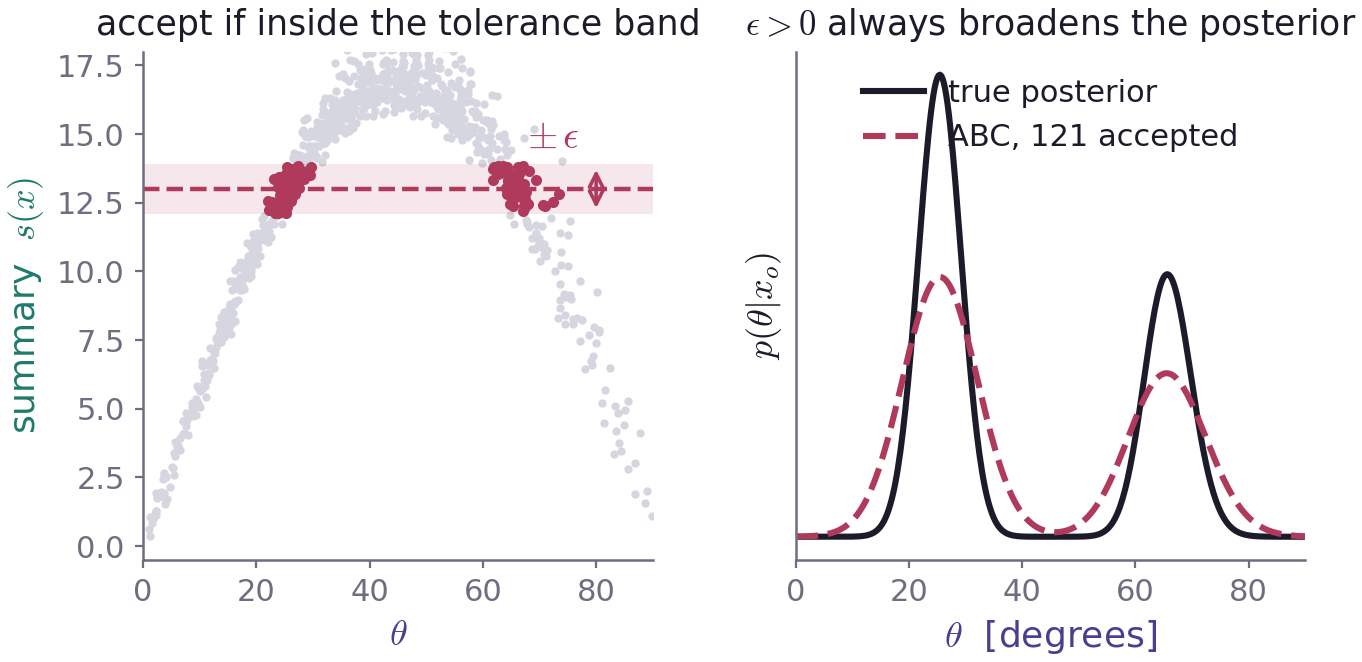 accept if inside the tolerance band
17.5
15.0
12.5
10.0
7.5
5.0
2.5
0.0
summary s(x)
± ϵ
0 20 40 60 80
θ
ϵ > 0 always broadens the posterior
true posterior
ABC, 121 accepted
p(θ|x_o)
0 20 40 60 80
θ [degrees]